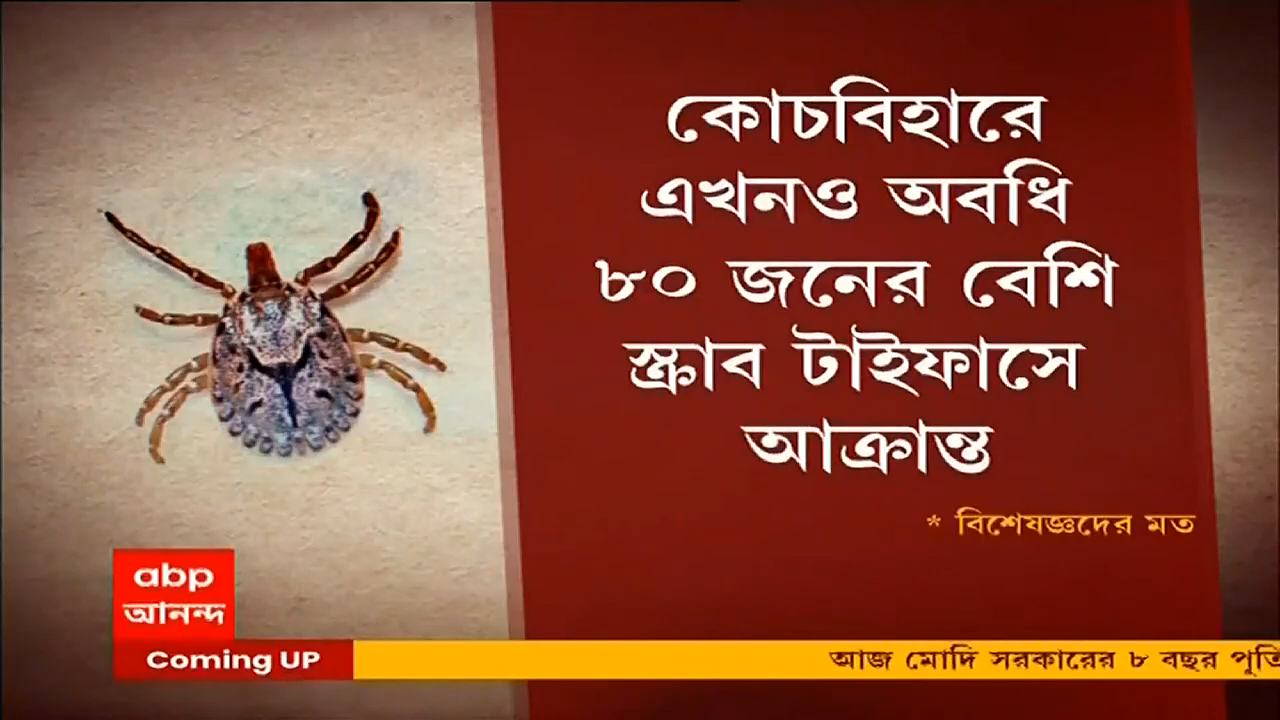 কোচবিহারে
এখনও অবধি
৮০ জনের বেশি
স্ক্রাব টাইফাসে
আক্রান্ত
* বিশেষজ্ঞদের মত
abp
আনন্দ
Coming UP
আজ মোদি সরকারের ৮ বছর পূর্তি